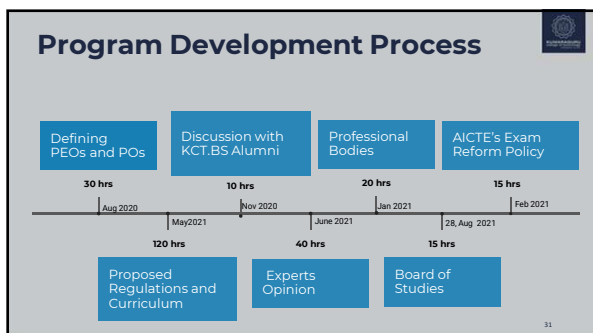 Program Development Process
KUMARAGURU
Defining
PEOs and POs
Discussion with
KCT.BS Alumni
Professional
Bodies
AICTE's Exam
Reform Policy
30 hrs
10 hrs
20 hrs
15 hrs
Aug 2020
Nov 2020
Jan 2021
Feb 2021
May2021
June 2021
28, Aug 2021
120 hrs
40 hrs
15 hrs
Proposed
Regulations and
Curriculum
Experts
Opinion
Board of
Studies
31